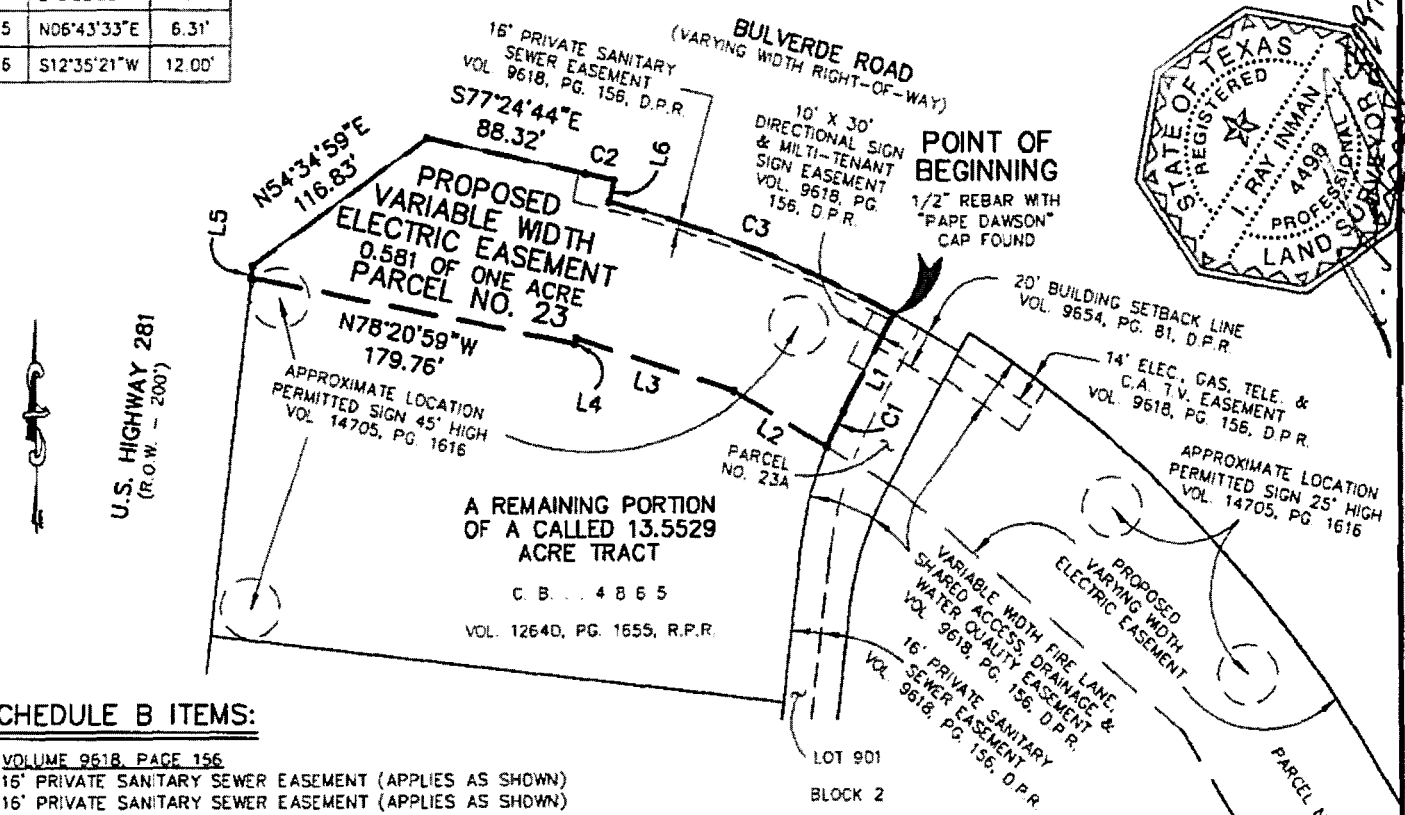 5 N06°43'33"E 6.31'
6 S12°35'21"W 12.00'
16' PRIVATE SANITARY
SEWER EASEMENT
VOL. 9618, PG. 156, D.P.R.
BULVERDE ROAD
(VARYING WIDTH RIGHT-OF-WAY)
S77°24'44"E
88.32'
C2
L6
10' X 30'
DIRECTIONAL SIGN
& MILTI-TENANT
SIGN EASEMENT
VOL. 9618, PG.
156, D.P.R.
POINT OF
BEGINNING
1/2" REBAR WITH
"PAPE DAWSON"
CAP FOUND
STATE OF TEXAS
REGISTERED
I. RAY INMAN
4496
PROFESSIONAL
LAND SURVEYOR
N54°34'59"E
116.83'
L5
PROPOSED
VARIABLE WIDTH
ELECTRIC EASEMENT
0.581 OF ONE ACRE
PARCEL NO. 23
C3
20' BUILDING SETBACK LINE
VOL. 9654, PG. 81, D.P.R.
14' ELEC., GAS, TELE. &
C.A. T.V. EASEMENT
VOL. 9618, PG. 156, D.P.R.
N78°20'59"W
179.76'
L4
L3
L2
L1
C1
PARCEL
NO. 23A
U.S. HIGHWAY 281
(R.O.W. - 200')
APPROXIMATE LOCATION
PERMITTED SIGN 45' HIGH
VOL. 14705, PG. 1616
APPROXIMATE LOCATION
PERMITTED SIGN 25' HIGH
VOL. 14705, PG. 1616
A REMAINING PORTION
OF A CALLED 13.5529
ACRE TRACT
C. B. . . 4 8 6 5
VOL. 12640, PG. 1655, R.P.R.
VARIABLE WIDTH FIRE LANE,
SHARED ACCESS, DRAINAGE &
WATER QUALITY EASEMENT
VOL. 9618, PG. 156, D.P.R.
PROPOSED
VARYING WIDTH
ELECTRIC EASEMENT
16' PRIVATE SANITARY
SEWER EASEMENT
VOL. 9618, PG. 156, D.P.R.
LOT 901
BLOCK 2
PARCEL N
CHEDULE B ITEMS:
VOLUME 9618, PAGE 156
16' PRIVATE SANITARY SEWER EASEMENT (APPLIES AS SHOWN)
16' PRIVATE SANITARY SEWER EASEMENT (APPLIES AS SHOWN)